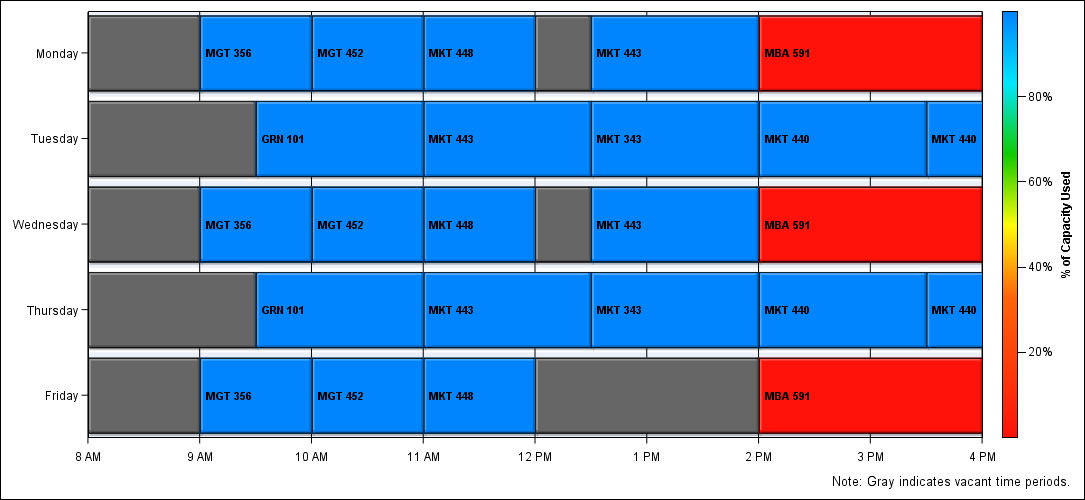 Monday
MGT 356
MGT 452
MKT 448
MKT 443
MBA 591
Tuesday
GRN 101
MKT 443
MKT 343
MKT 440
MKT 440
Wednesday
MGT 356
MGT 452
MKT 448
MKT 443
MBA 591
Thursday
GRN 101
MKT 443
MKT 343
MKT 440
MKT 440
Friday
MGT 356
MGT 452
MKT 448
MBA 591
8 AM
9 AM
10 AM
11 AM
12 PM
1 PM
2 PM
3 PM
4 PM
80%
60%
40%
20%
% of Capacity Used
Note: Gray indicates vacant time periods.